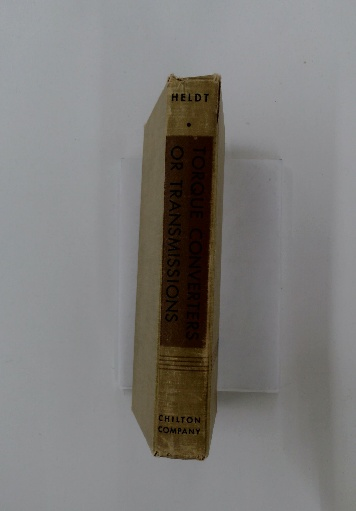 HELDT
TORQUE CONVERTERS
OR TRANSMISSIONS
CHILTON
COMPANY